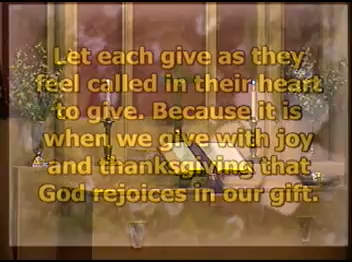 Let each give as they
feel called in their heart
to give. Because it is
when we give with joy
and thanksgiving that
God rejoices in our gift.